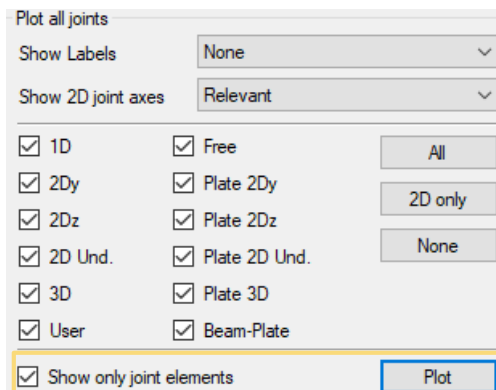 Plot all joints
Show Labels None
Show 2D joint axes Relevant
1D Free All
2Dy Plate 2Dy 2D only
2Dz Plate 2Dz None
2D Und. Plate 2D Und.
3D Plate 3D
User Beam-Plate
Show only joint elements Plot